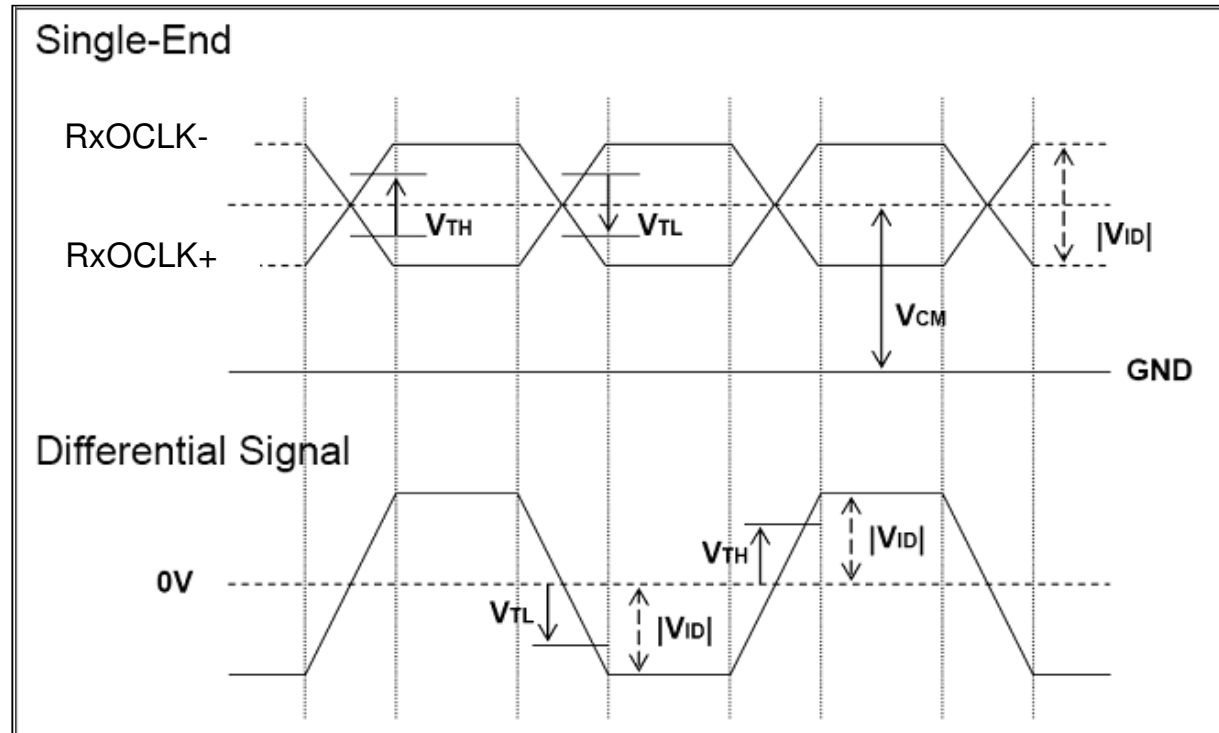 Single-End
RxOCLK-
VTH
VTL
|VID|
RxOCLK+
VCM
GND
Differential Signal
VTH
|VID|
0V
VTL
|VID|